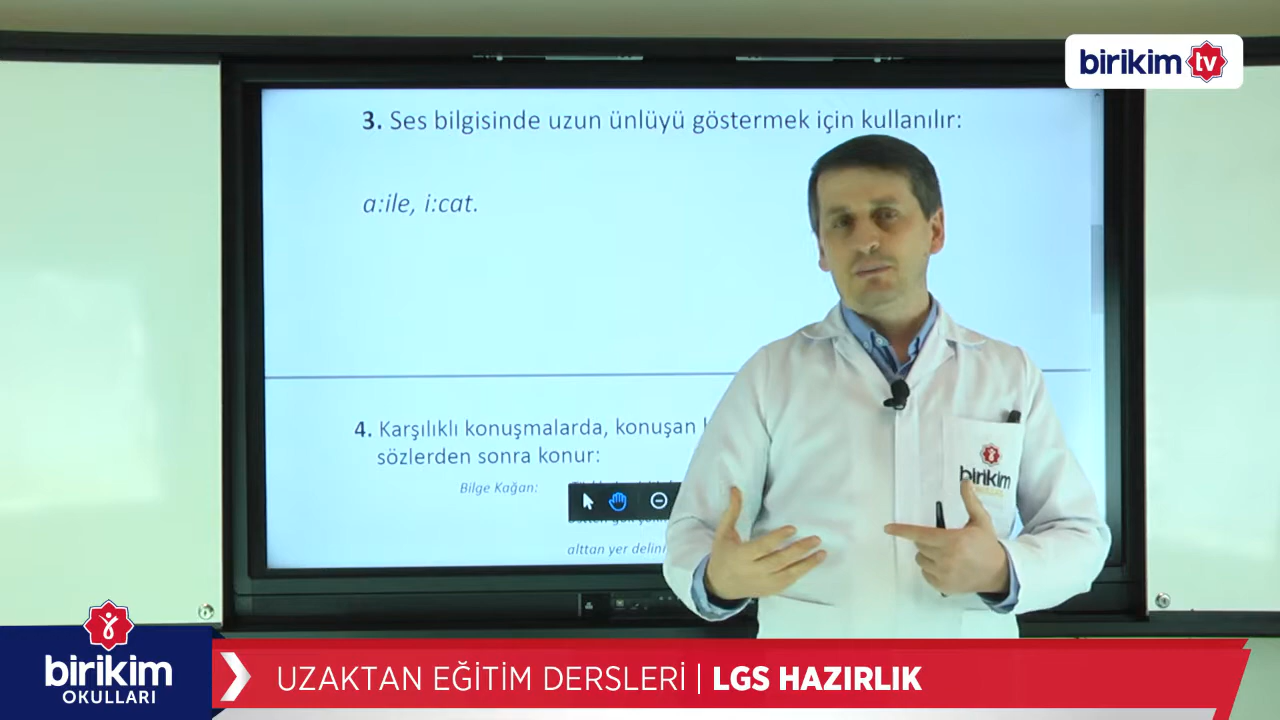 birikim tv
3. Ses bilgisinde uzun ünlüyü göstermek için kullanılır:
a:ile, i:cat.
4. Karşılıklı konuşmalarda, konuşan
sözlerden sonra konur:
Bilge Kağan:
alttan yer delini
birikim
birikim
OKULLARI
UZAKTAN EĞİTİM DERSLERİ | LGS HAZIRLIK